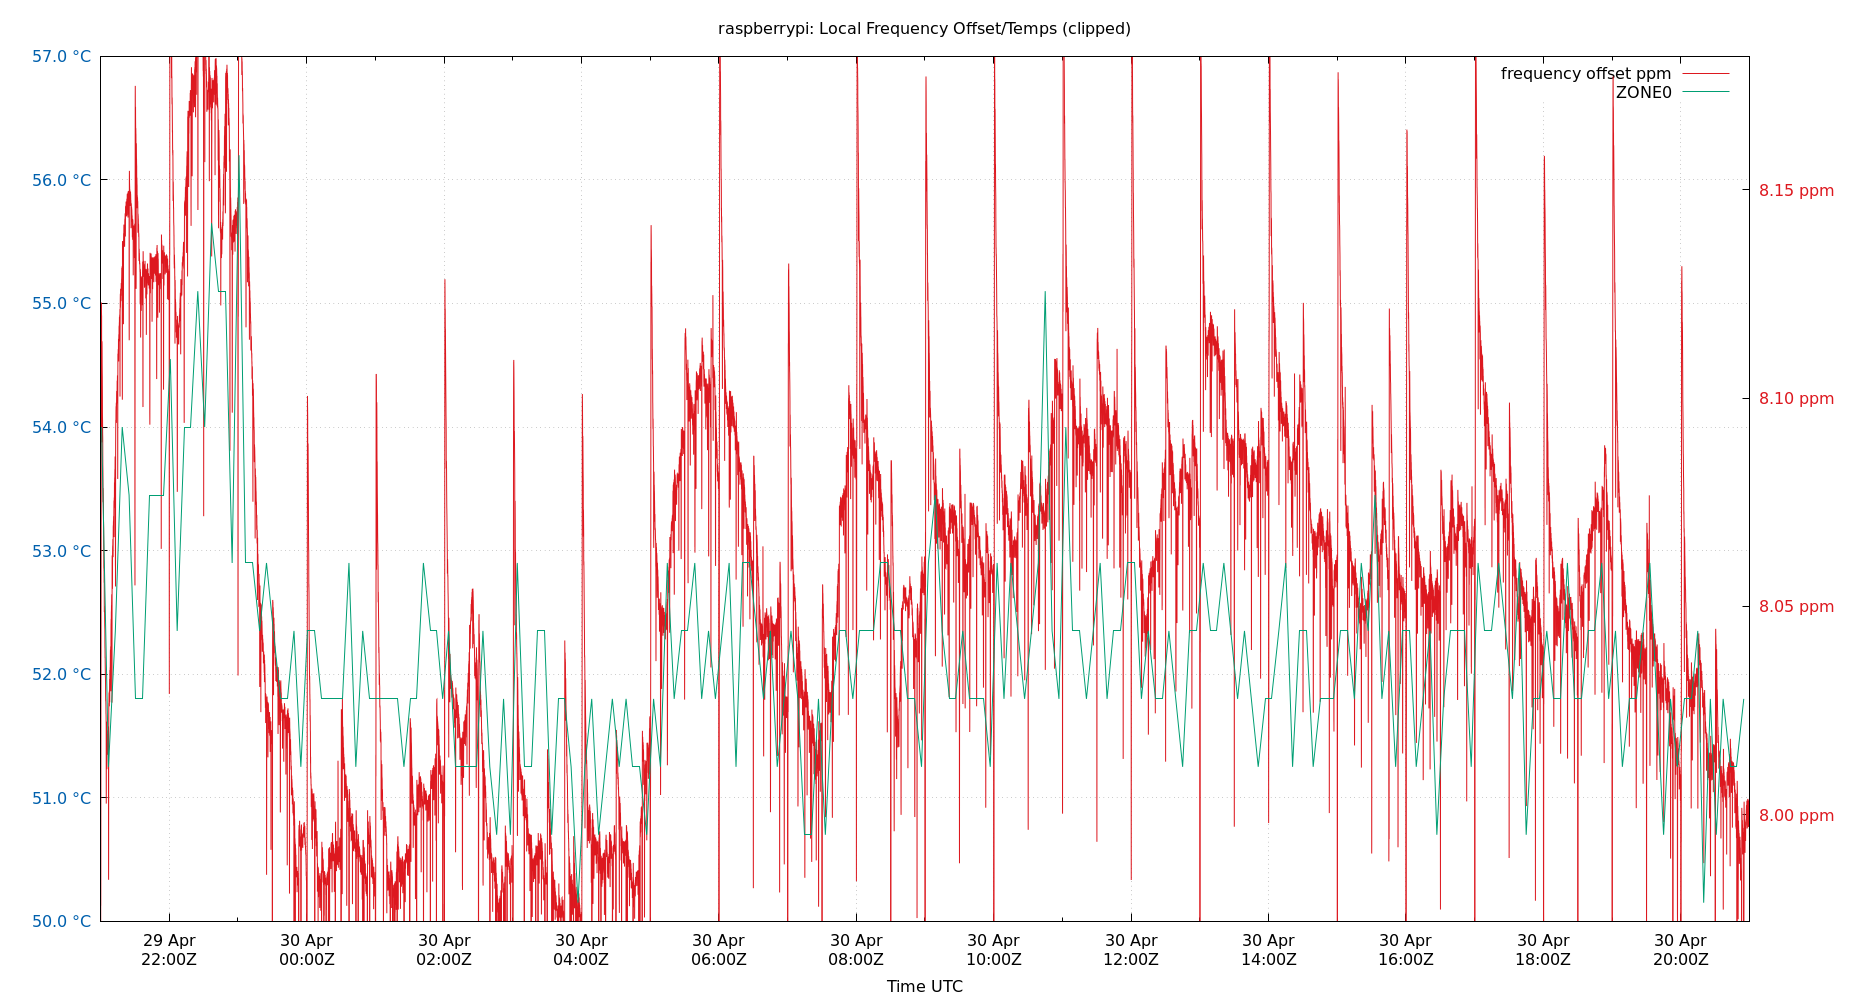 raspberrypi: Local Frequency Offset/Temps (clipped)
frequency offset ppm
ZONE0
57.0 °C
56.0 °C
55.0 °C
54.0 °C
53.0 °C
52.0 °C
51.0 °C
50.0 °C
8.15 ppm
8.10 ppm
8.05 ppm
8.00 ppm
29 Apr
22:00Z
30 Apr
00:00Z
30 Apr
02:00Z
30 Apr
04:00Z
30 Apr
06:00Z
30 Apr
08:00Z
30 Apr
10:00Z
30 Apr
12:00Z
30 Apr
14:00Z
30 Apr
16:00Z
30 Apr
18:00Z
30 Apr
20:00Z
Time UTC